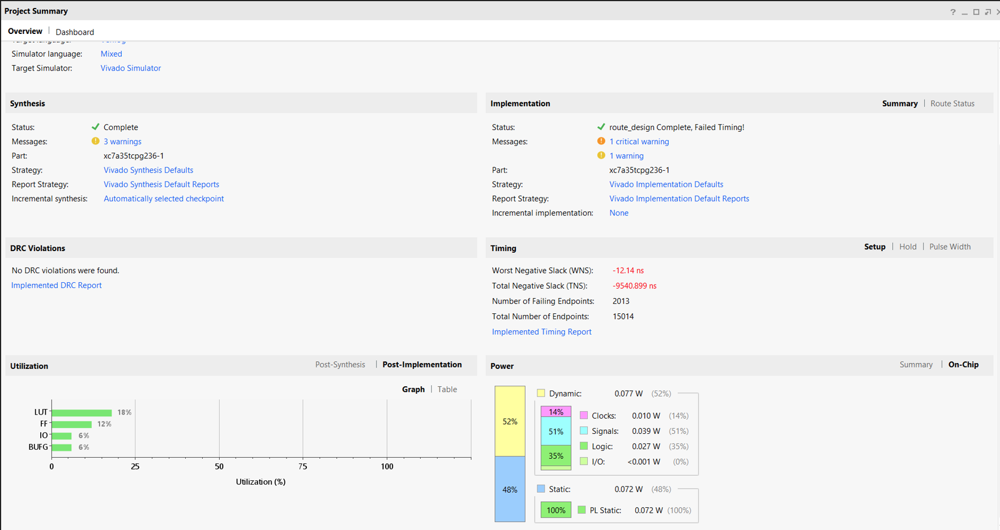 Project Summary
? _
Overview | Dashboard
Target language: Verilog
Simulator language: Mixed
Target Simulator: Vivado Simulator
Synthesis
Status: Complete
Messages: 3 warnings
Part: xc7a35tcpg236-1
Strategy: Vivado Synthesis Defaults
Report Strategy: Vivado Synthesis Default Reports
Incremental synthesis: Automatically selected checkpoint
Implementation
Summary | Route Status
Status: route_design Complete, Failed Timing!
Messages: 1 critical warning
1 warning
Part: xc7a35tcpg236-1
Strategy: Vivado Implementation Defaults
Report Strategy: Vivado Implementation Default Reports
Incremental implementation: None
DRC Violations
No DRC violations were found.
Implemented DRC Report
Timing
Setup | Hold | Pulse Width
Worst Negative Slack (WNS): -12.14 ns
Total Negative Slack (TNS): -9540.899 ns
Number of Failing Endpoints: 2013
Total Number of Endpoints: 15014
Implemented Timing Report
Utilization
Post-Synthesis | Post-Implementation
Graph | Table
LUT 18%
FF 12%
IO 6%
BUFG 6%
0 25 50 75 100
Utilization (%)
Power
Summary | On-Chip
52%
48%
Dynamic: 0.077 W (52%)
14%
51%
35%
Clocks: 0.010 W (14%)
Signals: 0.039 W (51%)
Logic: 0.027 W (35%)
I/O: <0.001 W (0%)
Static: 0.072 W (48%)
100%
PL Static: 0.072 W (100%)